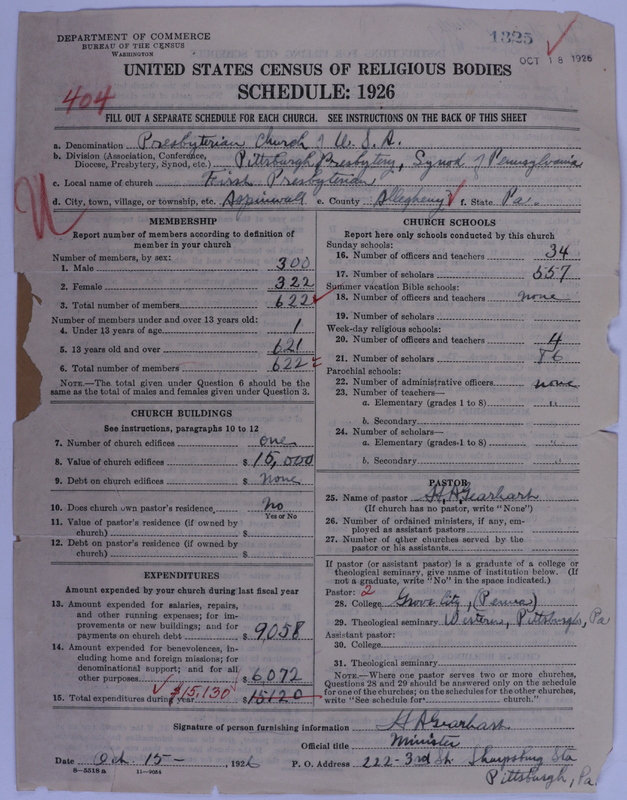 DEPARTMENT OF COMMERCE
BUREAU OF THE CENSUS
WASHINGTON
1325
OCT 18 1926
UNITED STATES CENSUS OF RELIGIOUS BODIES
SCHEDULE: 1926
404
FILL OUT A SEPARATE SCHEDULE FOR EACH CHURCH. SEE INSTRUCTIONS ON THE BACK OF THIS SHEET
a. Denomination Presbyterian Church of U.S.A.
b. Division (Association, Conference, Diocese, Presbytery, Synod, etc.) Pittsburgh Presbytery, Synod of Pennsylvania
c. Local name of church First Presbyterian
d. City, town, village, or township, etc. Aspinwall e. County Allegheny f. State Pa.
MEMBERSHIP
Report number of members according to definition of
member in your church
Number of members, by sex:
1. Male 300
2. Female 322
3. Total number of members 622
Number of members under and over 13 years old:
4. Under 13 years of age 1
5. 13 years old and over 621
6. Total number of members 622
NOTE.—The total given under Question 6 should be the
same as the total of males and females given under Question 3.
CHURCH BUILDINGS
See instructions, paragraphs 10 to 12
7. Number of church edifices one
8. Value of church edifices $ 15,000
9. Debt on church edifices $ None
10. Does church own pastor's residence, No
Yes or No
11. Value of pastor's residence (if owned by
church) $
12. Debt on pastor's residence (if owned by
church) $
EXPENDITURES
Amount expended by your church during last fiscal year
13. Amount expended for salaries, repairs,
and other running expenses; for im-
provements or new buildings; and for
payments on church debt $ 9058
14. Amount expended for benevolences, in-
cluding home and foreign missions; for
denominational support; and for all
other purposes $ 6072
$15,130
15. Total expenditures during year $ 15120
CHURCH SCHOOLS
Report here only schools conducted by this church
Sunday schools:
16. Number of officers and teachers 34
17. Number of scholars 557
Summer vacation Bible schools:
18. Number of officers and teachers none
19. Number of scholars
Week-day religious schools:
20. Number of officers and teachers 4
21. Number of scholars 86
Parochial schools:
22. Number of administrative officers none
23. Number of teachers—
a. Elementary (grades 1 to 8) "
b. Secondary
24. Number of scholars—
a. Elementary (grades 1 to 8) "
b. Secondary "
PASTOR
25. Name of pastor H A Gearhart
(If church has no pastor, write "None")
26. Number of ordained ministers, if any, em-
ployed as assistant pastors
27. Number of other churches served by the
pastor or his assistants
If pastor (or assistant pastor) is a graduate of a college or
theological seminary, give name of institution below. (If
not a graduate, write "No" in the space indicated.)
Pastor: 2
28. College Grove City, (Penna)
29. Theological seminary Western, Pittsburgh, Pa
Assistant pastor:
30. College
31. Theological seminary
NOTE.—Where one pastor serves two or more churches,
Questions 28 and 29 should be answered only on the schedule
for one of the churches; on the schedules for the other churches,
write "See schedule for church."
Signature of person furnishing information H A Gearhart
Official title Minister
Date Oct. 15- 1926 P. O. Address 222-3rd St. Sharpsburg Sta
Pittsburgh, Pa.
8-5518 a 11-9064